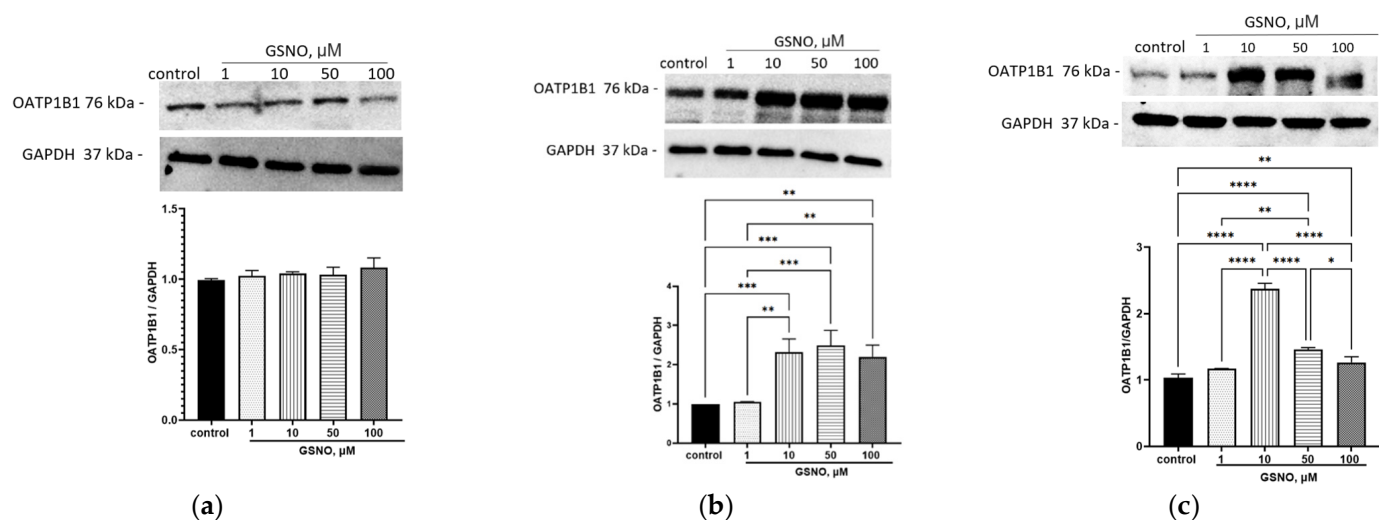 GSNO, µM
control 1 10 50 100
OATP1B1 76 kDa -
GAPDH 37 kDa -
1.5
1.0
0.5
0.0
OATP1B1 / GAPDH
control 1 10 50 100
GSNO, µM
(a)
GSNO, µM
control 1 10 50 100
OATP1B1 76 kDa -
GAPDH 37 kDa -
**
**
***
***
***
**
4
3
2
1
0
OATP1B1 / GAPDH
control 1 10 50 100
GSNO, µM
(b)
GSNO, µM
control 1 10 50 100
OATP1B1 76 kDa -
GAPDH 37 kDa -
**
****
**
**** ****
**** **** *
3
2
1
0
OATP1B1/GAPDH
control 1 10 50 100
GSNO, µM
(c)